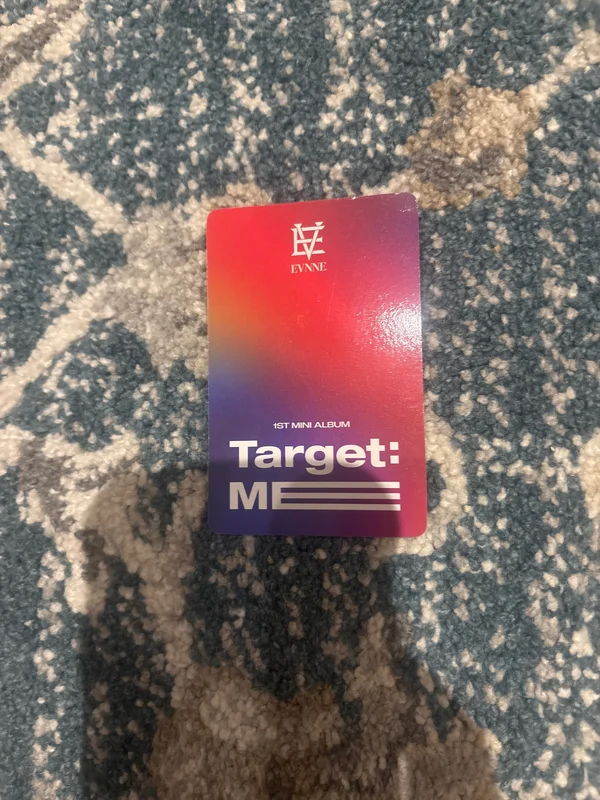 EVNNE
1ST MINI ALBUM
Target:
ME